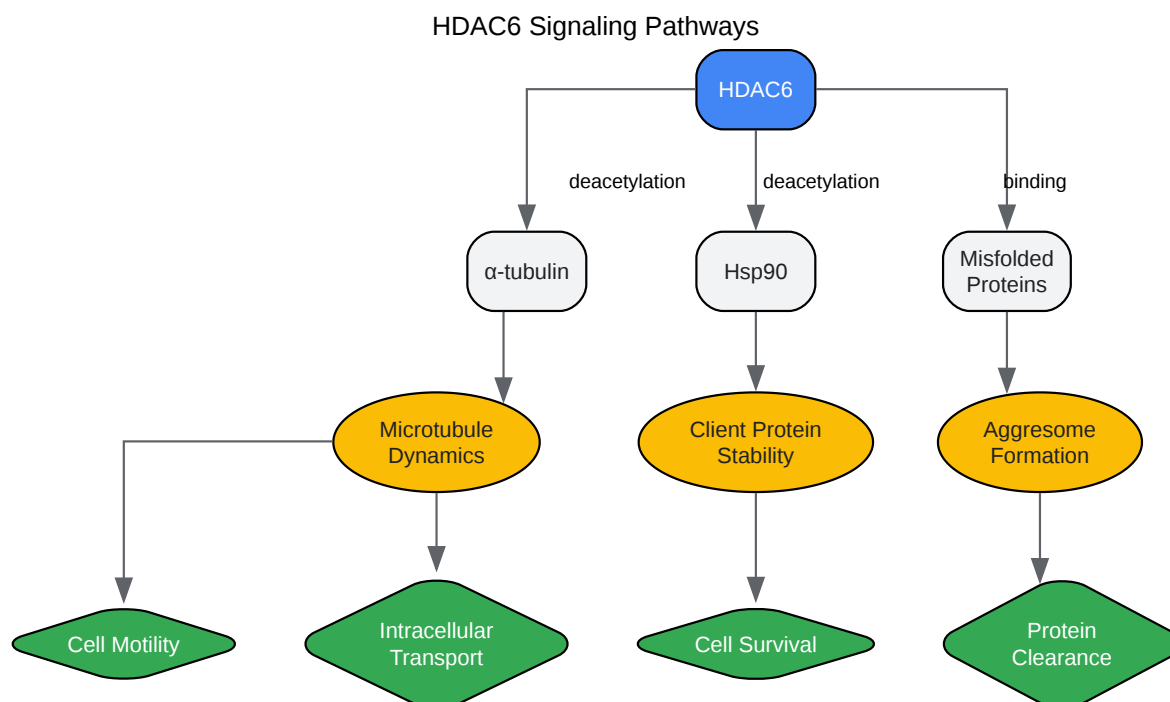 HDAC6 Signaling Pathways
HDAC6
deacetylation
deacetylation
binding
α-tubulin
Hsp90
Misfolded
Proteins
Microtubule
Dynamics
Client Protein
Stability
Aggresome
Formation
Cell Motility
Intracellular
Transport
Cell Survival
Protein
Clearance